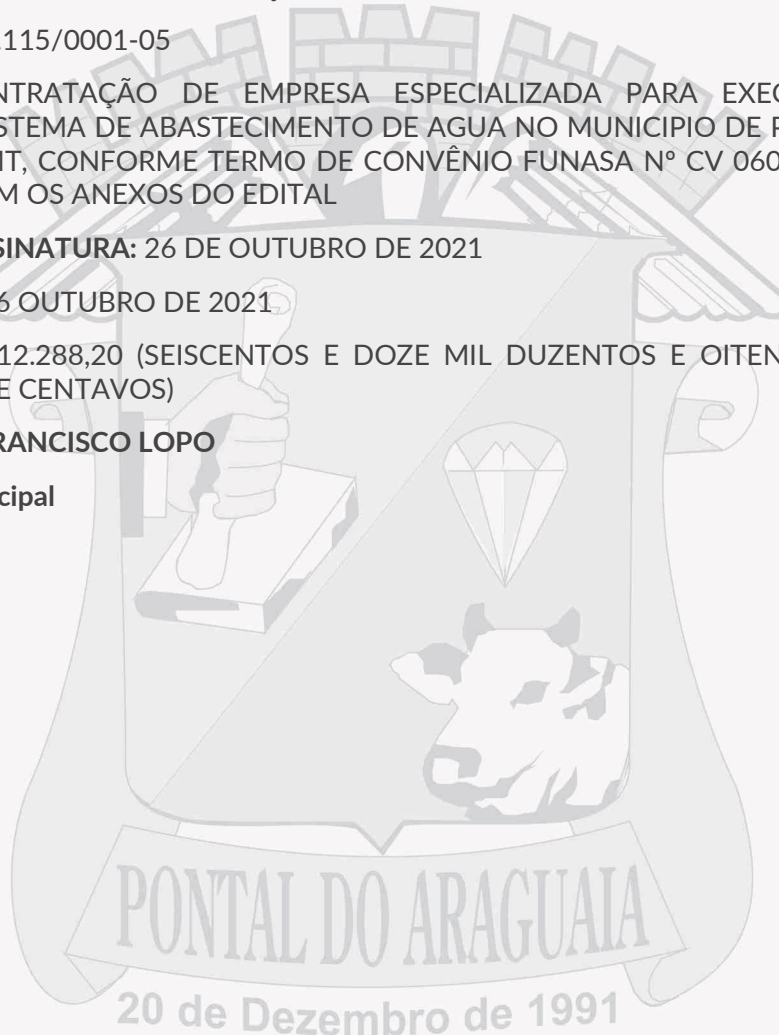 .115/0001-05
NTRATAÇÃO DE EMPRESA ESPECIALIZADA PARA EXEC
STEMA DE ABASTECIMENTO DE AGUA NO MUNICIPIO DE P
IT, CONFORME TERMO DE CONVÊNIO FUNASA Nº CV 060
M OS ANEXOS DO EDITAL
SINATURA: 26 DE OUTUBRO DE 2021
6 OUTUBRO DE 2021
12.288,20 (SEISCENTOS E DOZE MIL DUZENTOS E OITEN
E CENTAVOS)
RANCISCO LOPO
cipal
PONTAL DO ARAGUAIA
20 de Dezembro de 1991